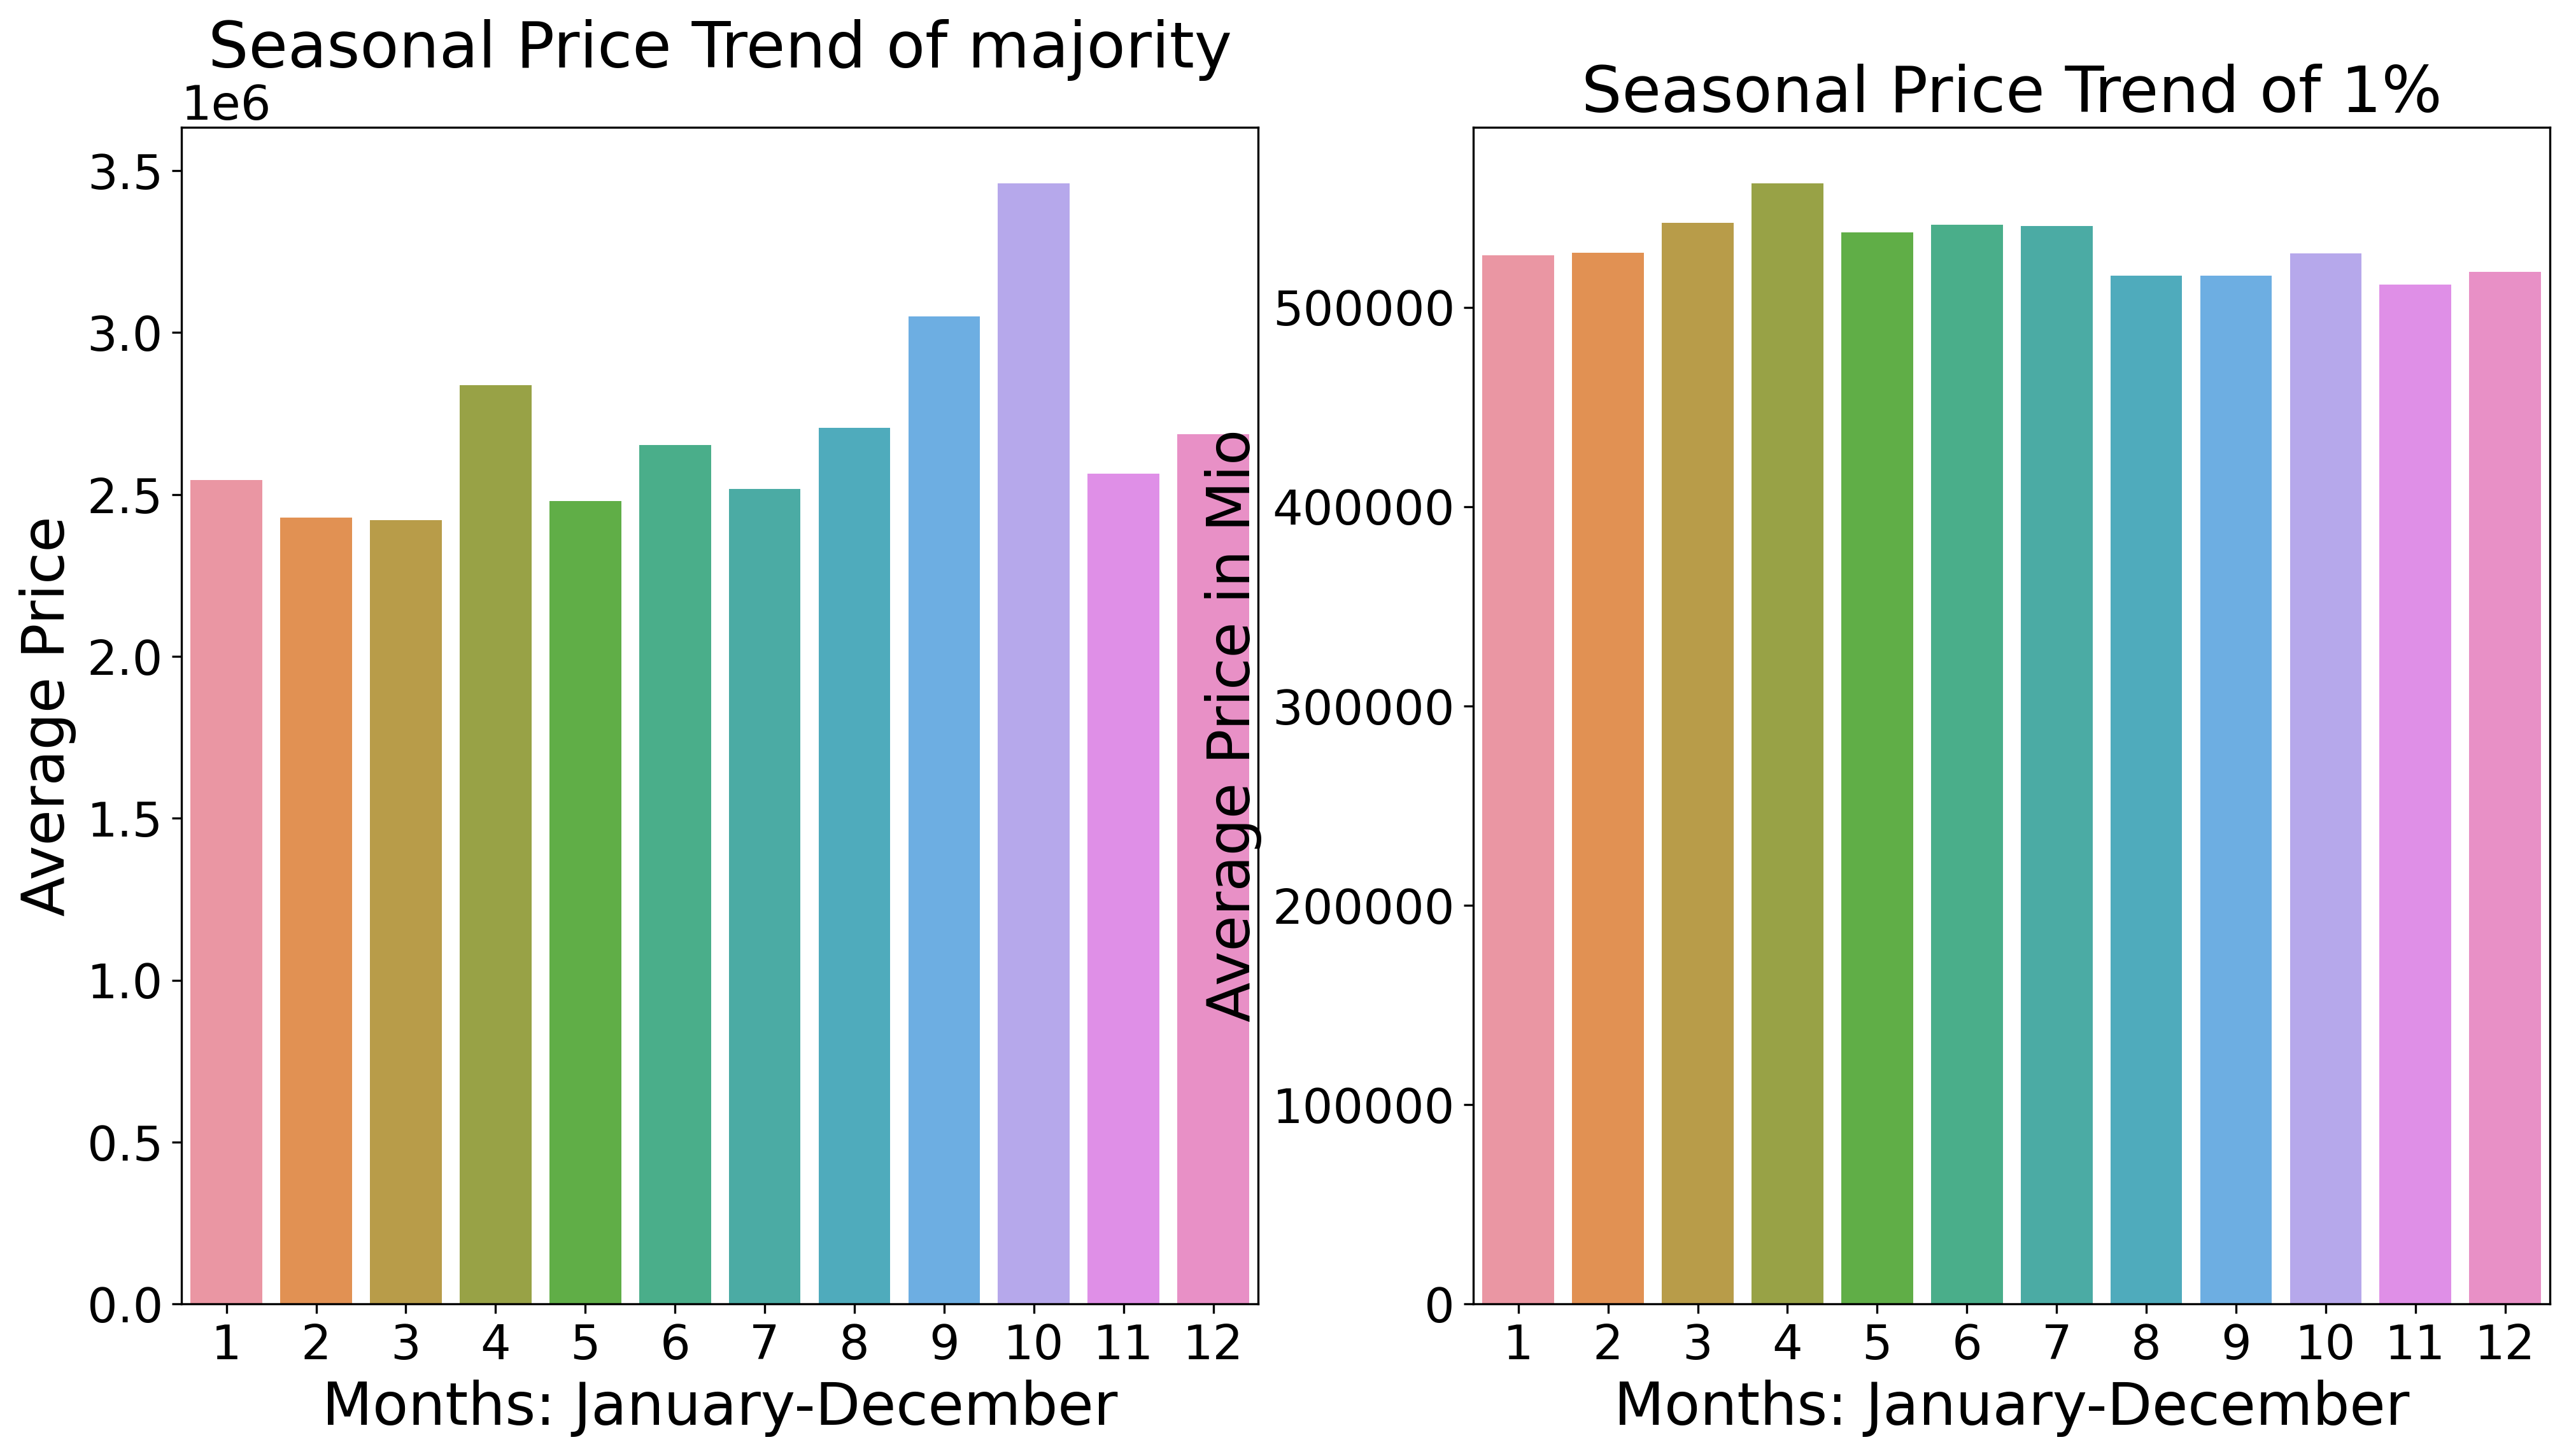 Seasonal Price Trend of majority
1e6
3.5
3.0
2.5
2.0
1.5
1.0
0.5
0.0
Average Price
1 2 3 4 5 6 7 8 9 10 11 12
Months: January-December
Seasonal Price Trend of 1%
500000
400000
300000
200000
100000
0
Average Price in Mio
1 2 3 4 5 6 7 8 9 10 11 12
Months: January-December